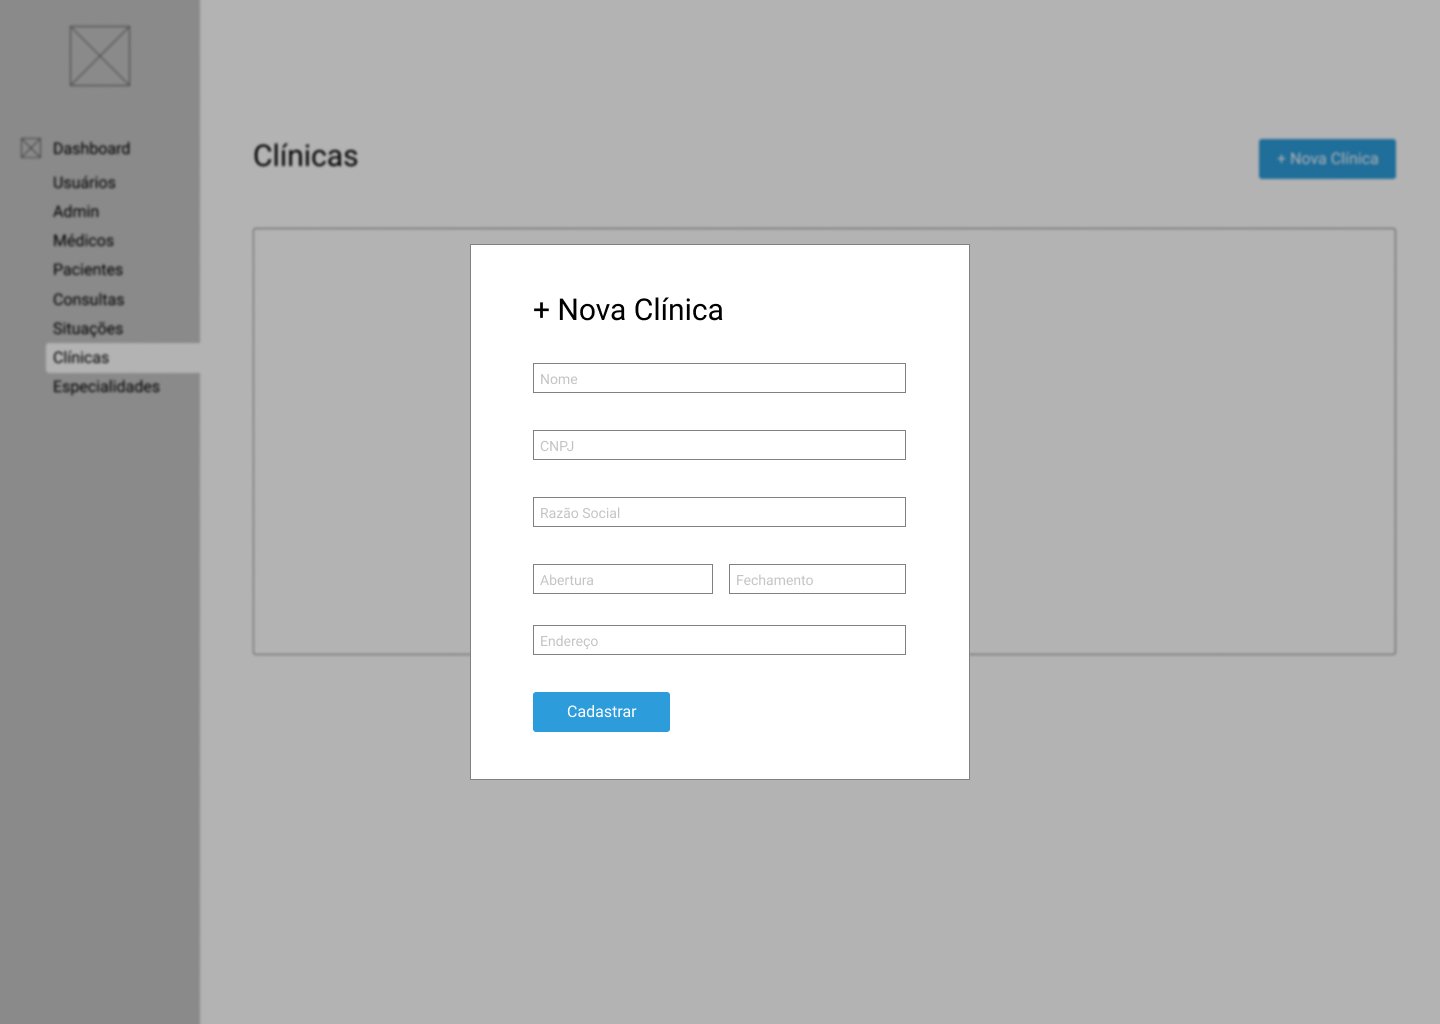 Dashboard
Usuários
Admin
Médicos
Pacientes
Consultas
Situações
Clínicas
Especialidades
Clínicas
+ Nova Clínica
+ Nova Clínica
Nome
CNPJ
Razão Social
Abertura Fechamento
Endereço
Cadastrar